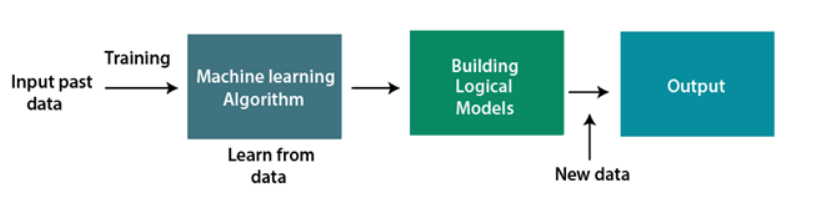 Training
Input past
data
Machine learning
Algorithm
Learn from
data
Building
Logical
Models
New data
Output